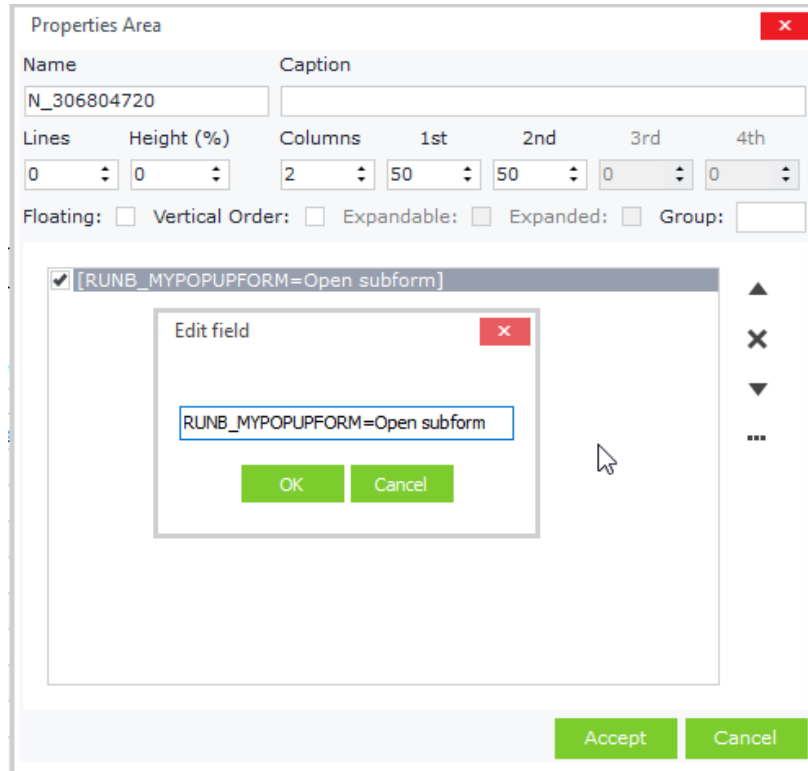 Properties Area
Name Caption
N_306804720
Lines Height (%) Columns 1st 2nd 3rd 4th
0 0 2 50 50 0 0
Floating: Vertical Order: Expandable: Expanded: Group:
[RUNB_MYPOPUPFORM=Open subform]
Edit field
RUNB_MYPOPUPFORM=Open subform
OK Cancel
Accept Cancel